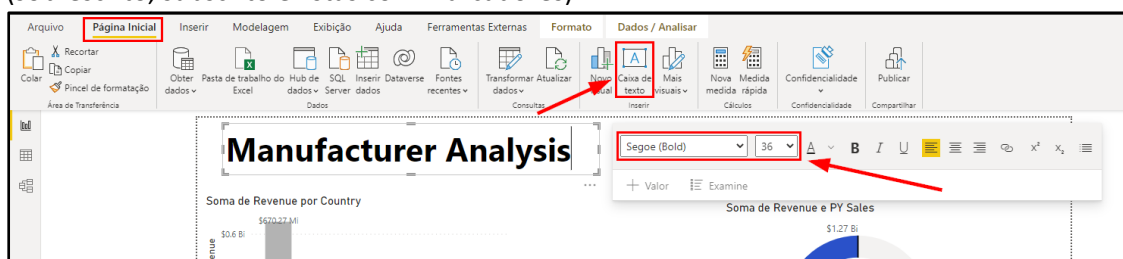 Arquivo Página Inicial Inserir Modelagem Exibição Ajuda Ferramentas Externas Formato Dados / Analisar
Colar
Recortar
Copiar
Pincel de formatação
Área de Transferência
Obter dados
Pasta de trabalho do Excel
Hub de dados
SQL Server
Inserir dados
Dataverse
Fontes recentes
Dados
Transformar dados
Atualizar
Consultas
Novo
Caixa de texto
Mais visuais
Inserir
Nova medida
Medida rápida
Cálculos
Confidencialidade
Confidencialidade
Publicar
Compartilhar
Manufacturer Analysis
Segoe (Bold) 36 A B I U x² x₂
+ Valor Examine
Soma de Revenue por Country
$670.27 Mi
$0.6 Bi
Soma de Revenue e PY Sales
$1.27 Bi